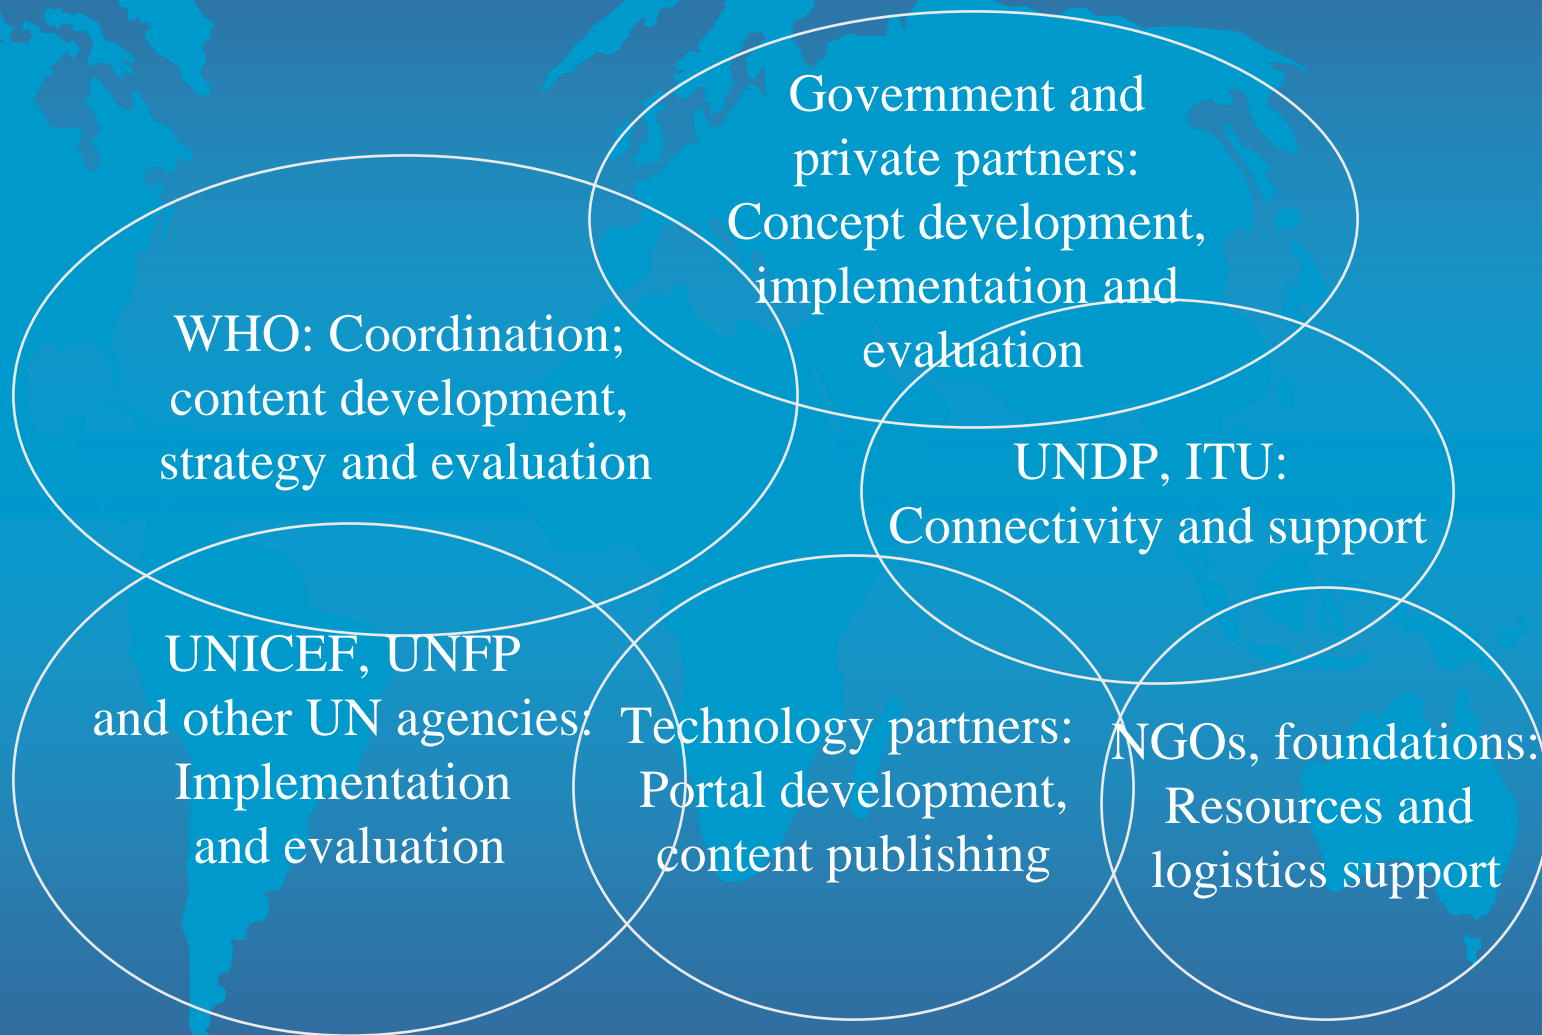 Government and
private partners:
Concept development,
implementation and
evaluation
WHO: Coordination;
content development,
strategy and evaluation
UNDP, ITU:
Connectivity and support
UNICEF, UNFP
and other UN agencies:
Implementation
and evaluation
Technology partners:
Portal development,
content publishing
NGOs, foundations:
Resources and
logistics support